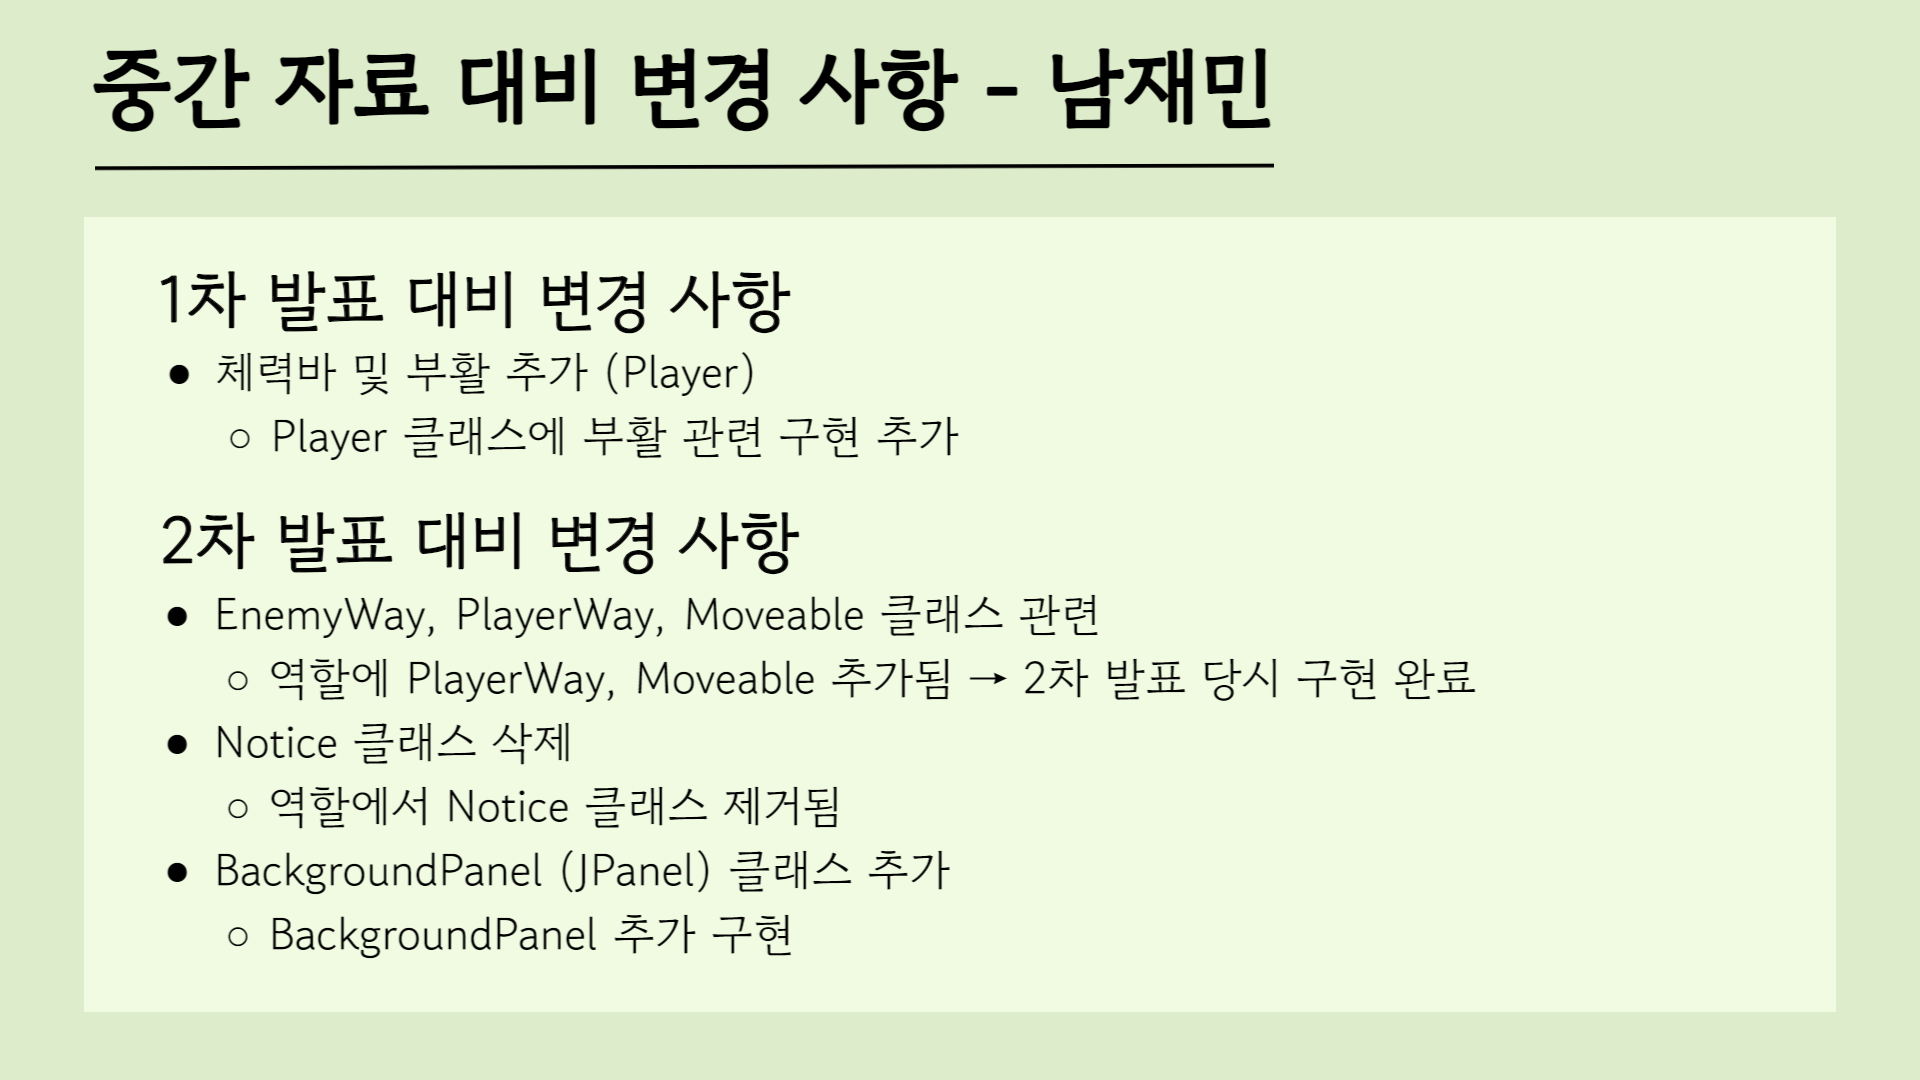 중간 자료 대비 변경 사항 - 남재민
1차 발표 대비 변경 사항
● 체력바 및 부활 추가 (Player)
○ Player 클래스에 부활 관련 구현 추가
2차 발표 대비 변경 사항
● EnemyWay, PlayerWay, Moveable 클래스 관련
○ 역할에 PlayerWay, Moveable 추가됨 → 2차 발표 당시 구현 완료
● Notice 클래스 삭제
○ 역할에서 Notice 클래스 제거됨
● BackgroundPanel (JPanel) 클래스 추가
○ BackgroundPanel 추가 구현